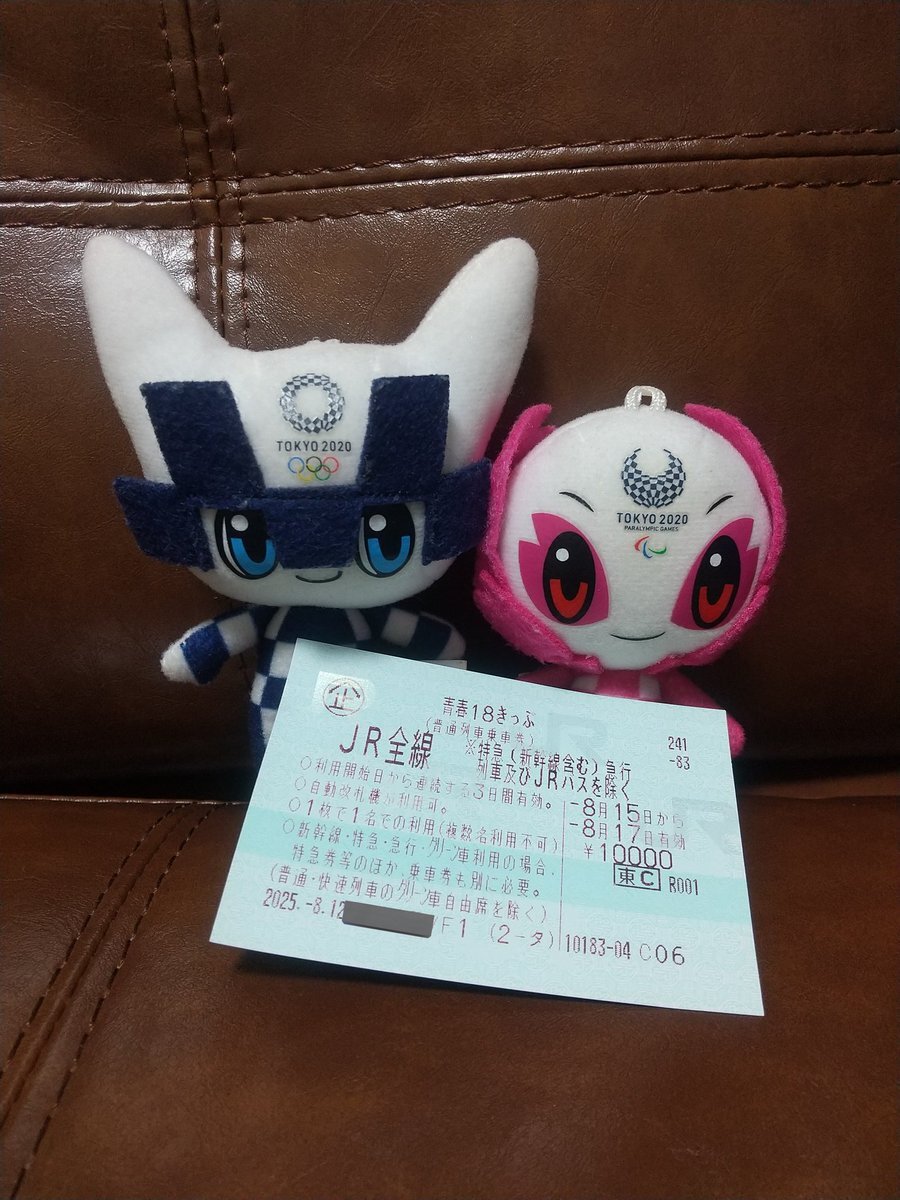 TOKYO 2020
TOKYO 2020
PARALYMPIC GAMES
企
青春18きっぷ
(普通列車乗車券)
241
-83
JR全線
※特急(新幹線含む)急行
列車及びJRバスを除く
○利用開始日から連続する3日間有効。
○自動改札機が利用可。
○1枚で1名での利用(複数名利用不可)
○新幹線・特急・急行・グリーン車利用の場合、
特急券等のほか、乗車券も別に必要。
(普通・快速列車のグリーン車自由席を除く)
-8月15日から
-8月17日有効
¥10000
東C R001
2025.-8.12
F1 (2-タ) 10183-04 C06